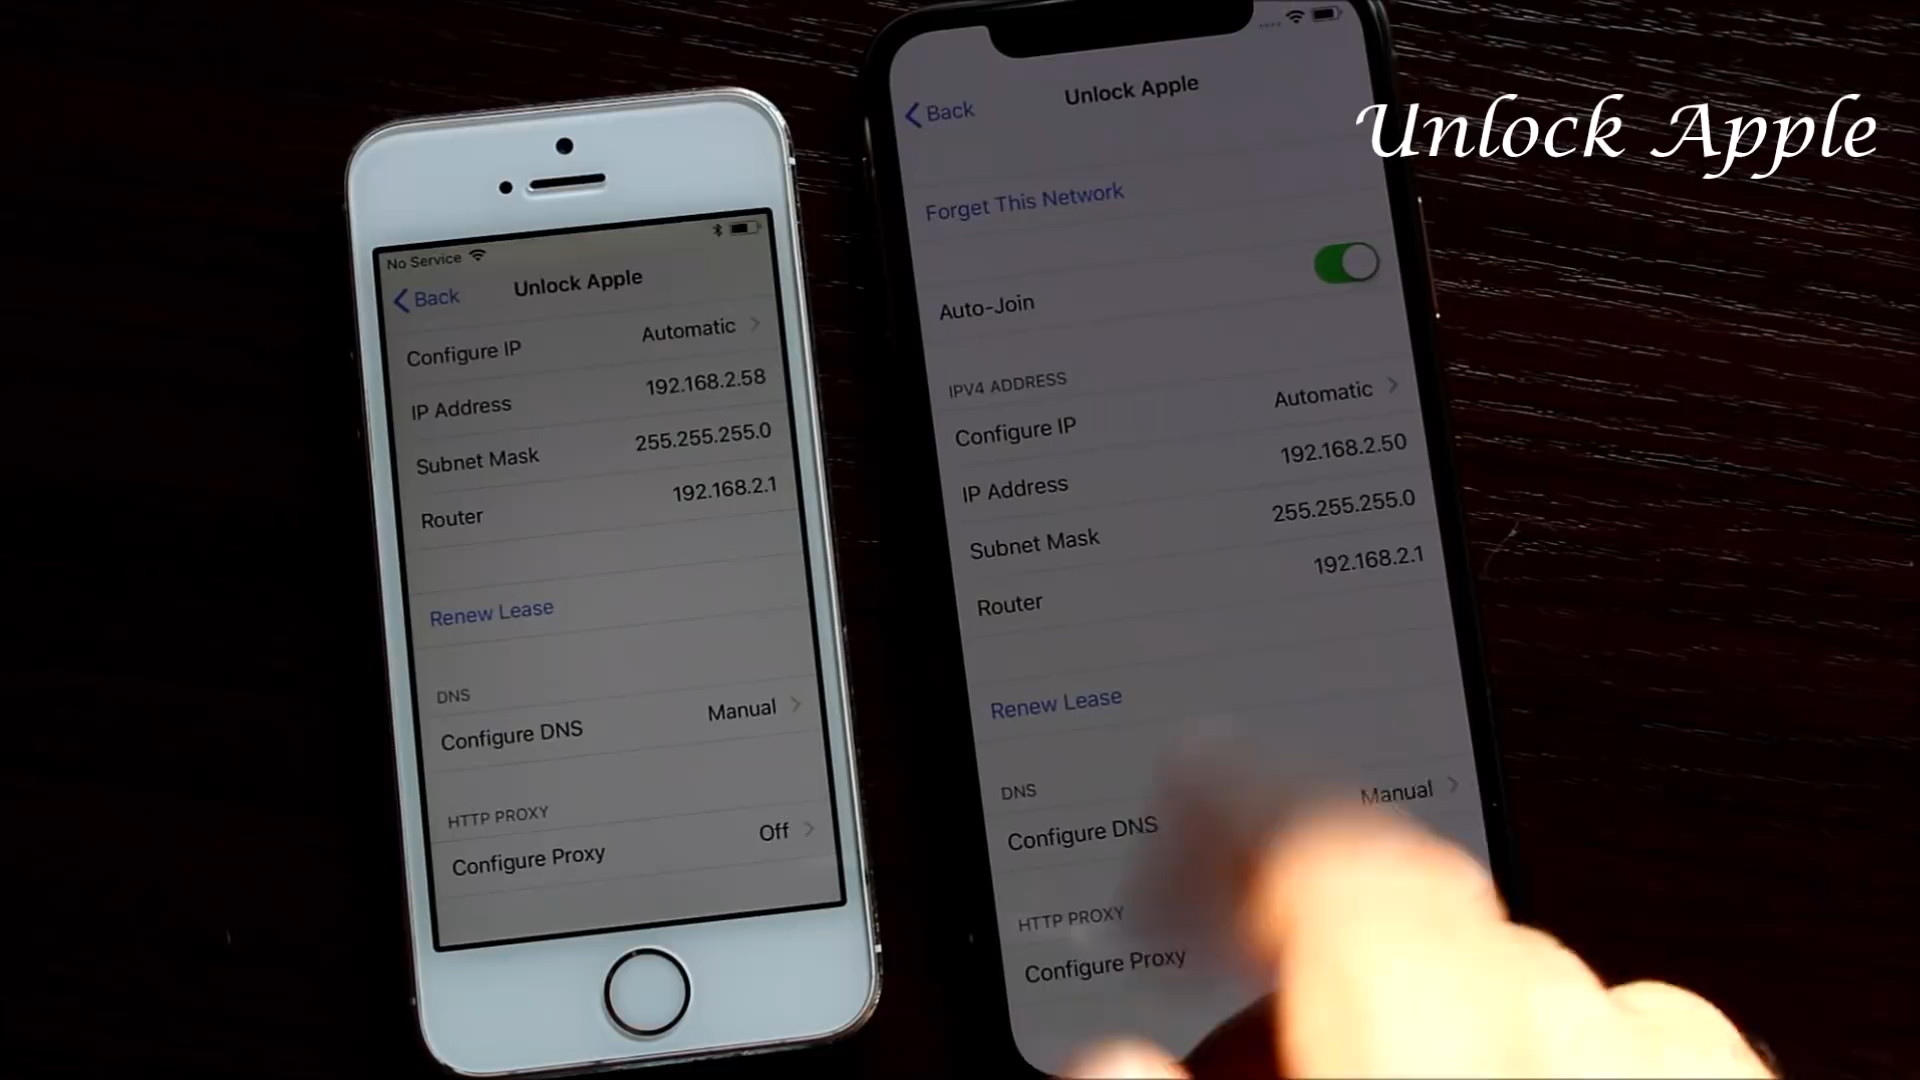 Unlock Apple
No Service
Back
Unlock Apple
Configure IP
Automatic
IP Address
192.168.2.58
Subnet Mask
255.255.255.0
Router
192.168.2.1
Renew Lease
DNS
Configure DNS
Manual
HTTP PROXY
Configure Proxy
Off
Back
Unlock Apple
Forget This Network
Auto-Join
IPV4 ADDRESS
Configure IP
Automatic
IP Address
192.168.2.50
Subnet Mask
255.255.255.0
Router
192.168.2.1
Renew Lease
DNS
Configure DNS
Manual
HTTP PROXY
Configure Proxy